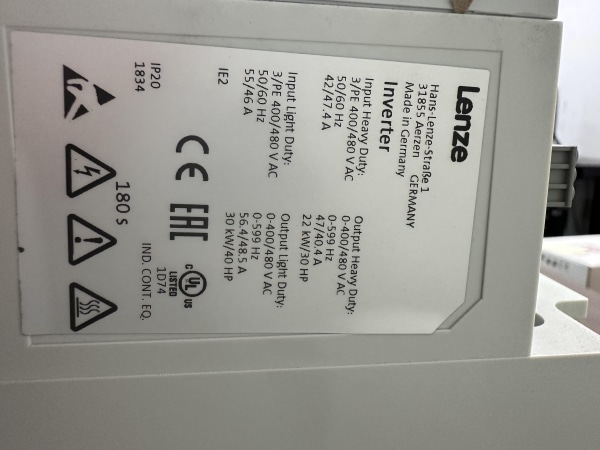 Lenze
Hans-Lenze-Straße 1
31855 Aerzen GERMANY
Made in Germany
Inverter
Input Heavy Duty:
3/PE 400/480 V AC
50/60 Hz
42/47.4 A
Output Heavy Duty:
0-400/480 V AC
0-599 Hz
47/40.4 A
22 kW/30 HP
Input Light Duty:
3/PE 400/480 V AC
50/60 Hz
55/46 A
Output Light Duty:
0-400/480 V AC
0-599 Hz
56.4/48.5 A
30 kW/40 HP
IE2
CE EAC
C UL US
LISTED
1D74
IND. CONT. EQ.
IP20
1834
180 s